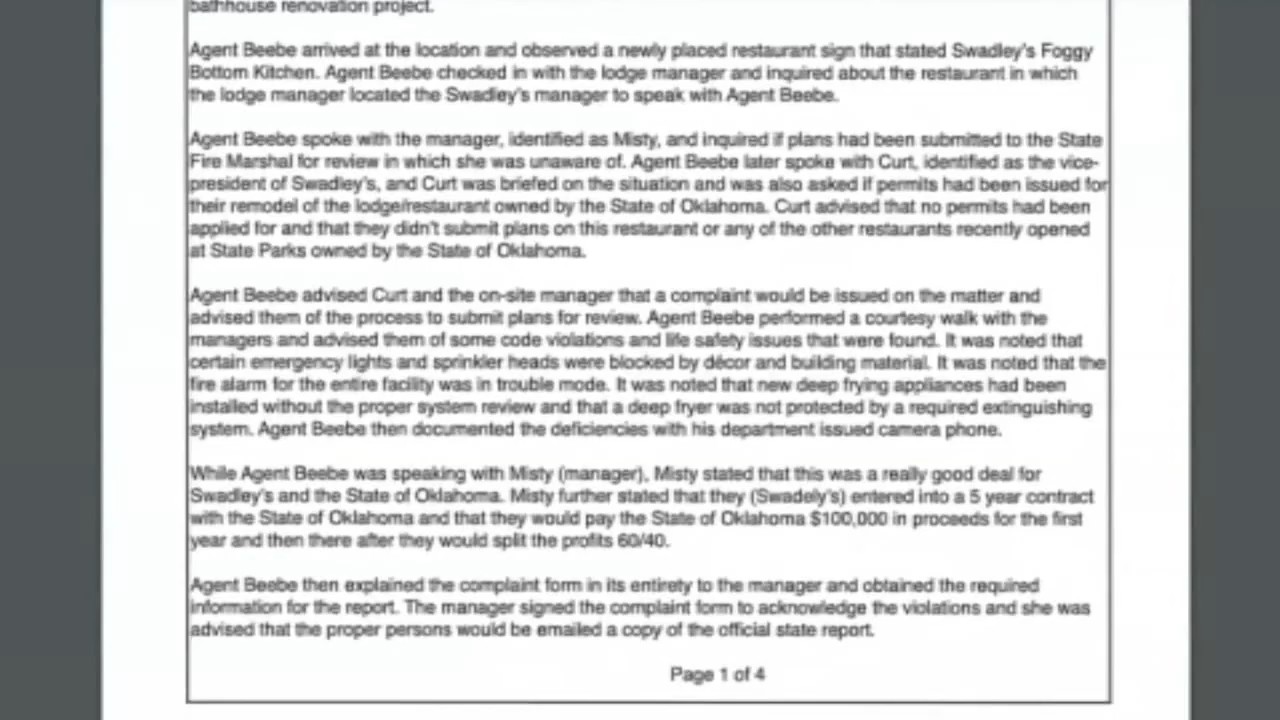 bathhouse renovation project.
Agent Beebe arrived at the location and observed a newly placed restaurant sign that stated Swadley's Foggy
Bottom Kitchen. Agent Beebe checked in with the lodge manager and inquired about the restaurant in which
the lodge manager located the Swadley's manager to speak with Agent Beebe.
Agent Beebe spoke with the manager, identified as Misty, and inquired if plans had been submitted to the State
Fire Marshal for review in which she was unaware of. Agent Beebe later spoke with Curt, identified as the vice-
president of Swadley's, and Curt was briefed on the situation and was also asked if permits had been issued for
their remodel of the lodge/restaurant owned by the State of Oklahoma. Curt advised that no permits had been
applied for and that they didn't submit plans on this restaurant or any of the other restaurants recently opened
at State Parks owned by the State of Oklahoma.
Agent Beebe advised Curt and the on-site manager that a complaint would be issued on the matter and
advised them of the process to submit plans for review. Agent Beebe performed a courtesy walk with the
managers and advised them of some code violations and life safety issues that were found. It was noted that
certain emergency lights and sprinkler heads were blocked by décor and building material. It was noted that the
fire alarm for the entire facility was in trouble mode. It was noted that new deep frying appliances had been
installed without the proper system review and that a deep fryer was not protected by a required extinguishing
system. Agent Beebe then documented the deficiencies with his department issued camera phone.
While Agent Beebe was speaking with Misty (manager), Misty stated that this was a really good deal for
Swadley's and the State of Oklahoma. Misty further stated that they (Swadely's) entered into a 5 year contract
with the State of Oklahoma and that they would pay the State of Oklahoma $100,000 in proceeds for the first
year and then there after they would split the profits 60/40.
Agent Beebe then explained the complaint form in its entirety to the manager and obtained the required
information for the report. The manager signed the complaint form to acknowledge the violations and she was
advised that the proper persons would be emailed a copy of the official state report.
Page 1 of 4